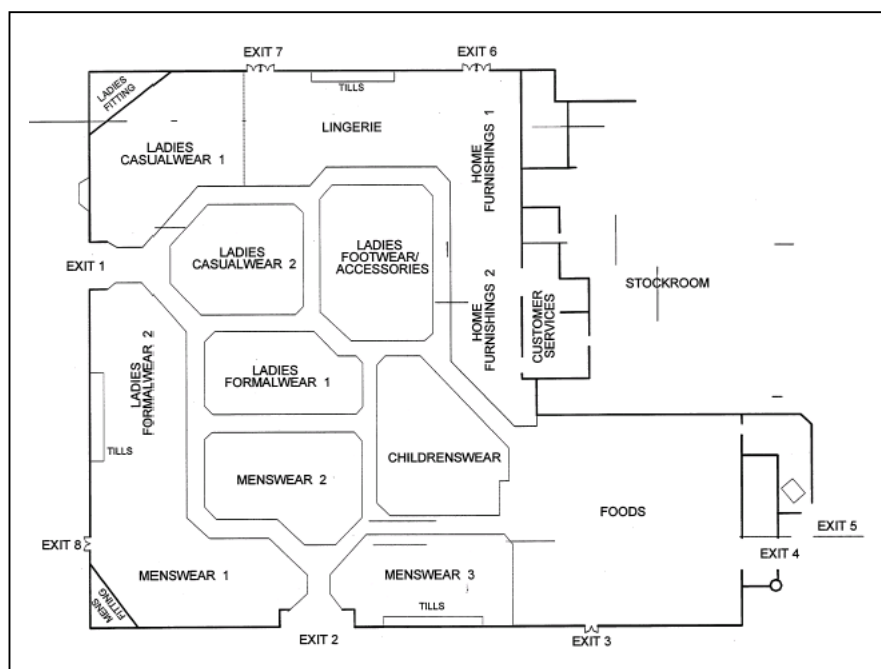 EXIT 7
EXIT 6
LADIES
FITTING
TILLS
LINGERIE
LADIES
CASUALWEAR 1
HOME
FURNISHINGS 1
LADIES
CASUALWEAR 2
LADIES
FOOTWEAR/
ACCESSORIES
EXIT 1
STOCKROOM
HOME
FURNISHINGS 2
CUSTOMER
SERVICES
LADIES
FORMALWEAR 2
LADIES
FORMALWEAR 1
TILLS
CHILDRENSWEAR
MENSWEAR 2
FOODS
EXIT 5
EXIT 8
EXIT 4
MENSWEAR 1
MENSWEAR 3
MENS
FITTING
TILLS
EXIT 2
EXIT 3